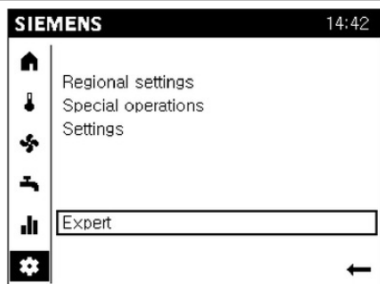 SIEMENS 14:42
Regional settings
Special operations
Settings
Expert